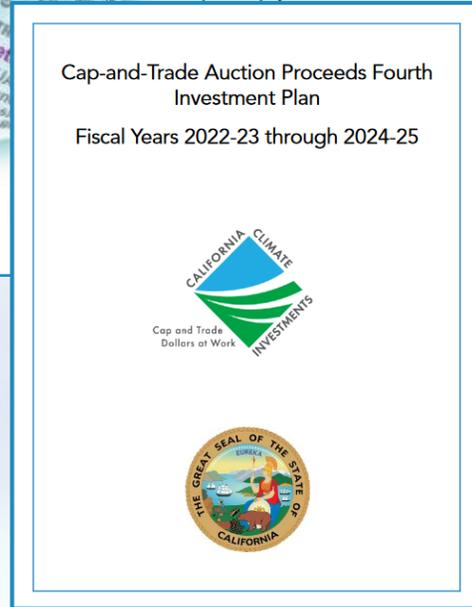 Cap-and-Trade Auction Proceeds Fourth
Investment Plan
Fiscal Years 2022-23 through 2024-25
CALIFORNIA CLIMATE
INVESTMENTS
Cap and Trade
Dollars at Work
THE GREAT SEAL OF THE STATE OF CALIFORNIA
EUREKA